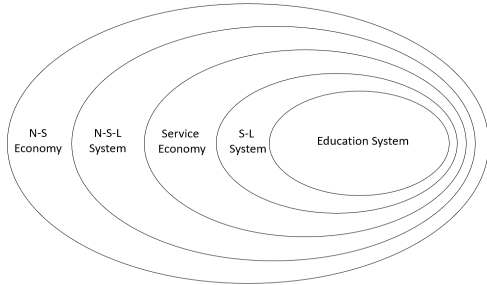 N-S
Economy
N-S-L
System
Service
Economy
S-L
System
Education System